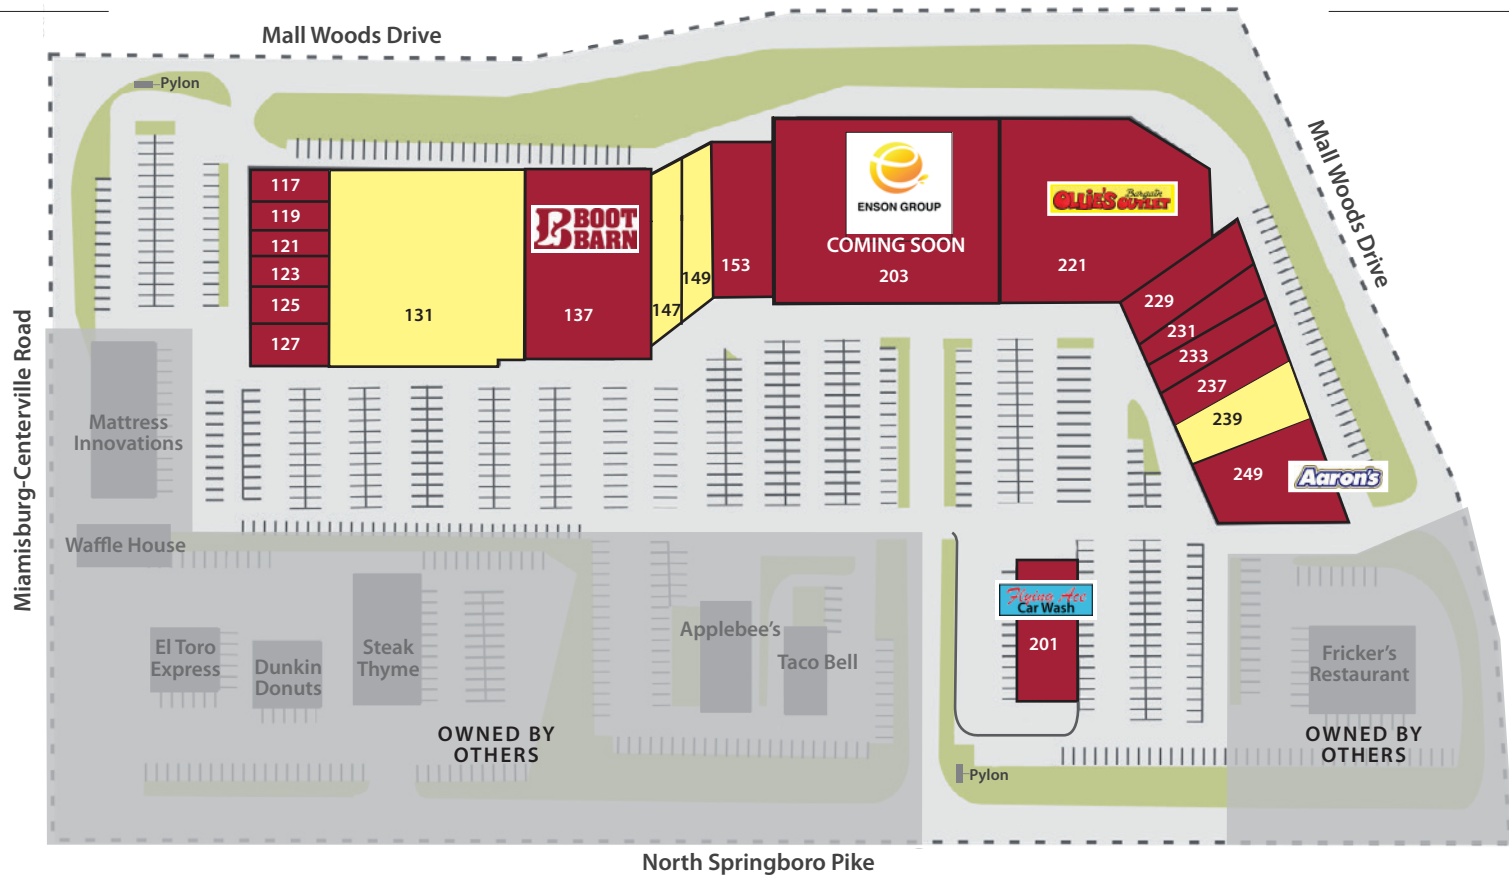 Mall Woods Drive
Pylon
Mall Woods Drive
117
119
121
123
125
127
131
BOOT
BARN
137
147
149
153
ENSON GROUP
COMING SOON
203
OLLIE'S Bargain
OUTLET
221
229
231
233
237
239
249
Aaron's
Miamisburg-Centerville Road
Mattress
Innovations
Waffle House
El Toro
Express
Dunkin
Donuts
Steak
Thyme
Applebee's
Taco Bell
OWNED BY
OTHERS
Flying Ace
Car Wash
201
Pylon
Fricker's
Restaurant
OWNED BY
OTHERS
North Springboro Pike